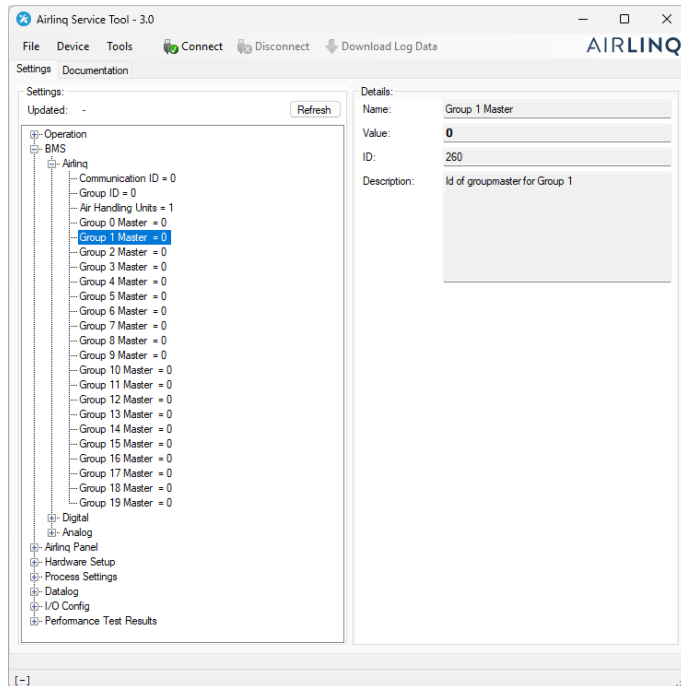 Airlinq Service Tool - 3.0
File Device Tools Connect Disconnect Download Log Data AIRLINQ
Settings Documentation
Settings:
Updated: - Refresh
Operation
BMS
Airlinq
Communication ID = 0
Group ID = 0
Air Handling Units = 1
Group 0 Master = 0
Group 1 Master = 0
Group 2 Master = 0
Group 3 Master = 0
Group 4 Master = 0
Group 5 Master = 0
Group 6 Master = 0
Group 7 Master = 0
Group 8 Master = 0
Group 9 Master = 0
Group 10 Master = 0
Group 11 Master = 0
Group 12 Master = 0
Group 13 Master = 0
Group 14 Master = 0
Group 15 Master = 0
Group 16 Master = 0
Group 17 Master = 0
Group 18 Master = 0
Group 19 Master = 0
Digital
Analog
Airlinq Panel
Hardware Setup
Process Settings
Datalog
I/O Config
Performance Test Results
Details:
Name: Group 1 Master
Value: 0
ID: 260
Description: Id of groupmaster for Group 1
[-]